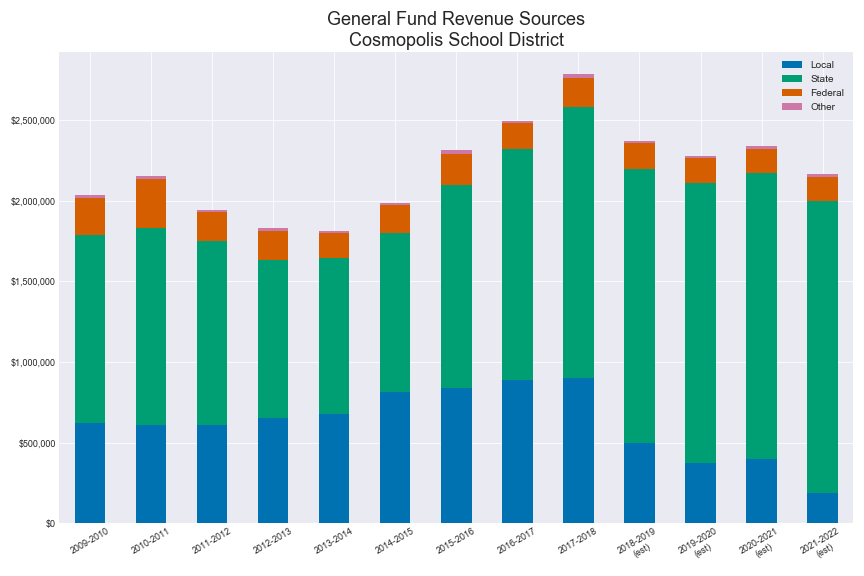 General Fund Revenue Sources
Cosmopolis School District
Local
State
Federal
Other
$2,500,000
$2,000,000
$1,500,000
$1,000,000
$500,000
$0
2009-2010
2010-2011
2011-2012
2012-2013
2013-2014
2014-2015
2015-2016
2016-2017
2017-2018
2018-2019
(est)
2019-2020
(est)
2020-2021
(est)
2021-2022
(est)